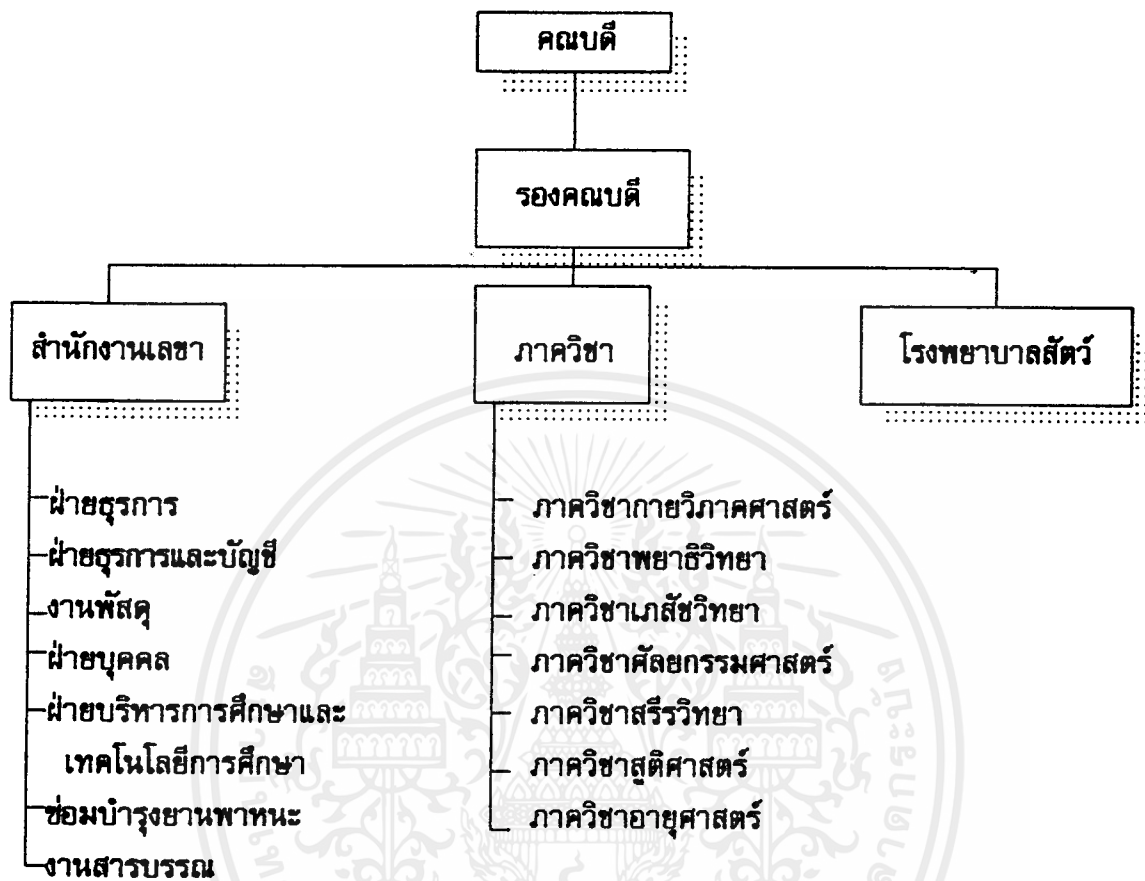 คณบดี
รองคณบดี
สำนักงานเลขา
ภาควิชา
โรงพยาบาลสัตว์
ฝ่ายธุรการ
ฝ่ายธุรการและบัญชี
งานพัสดุ
ฝ่ายบุคคล
ฝ่ายบริหารการศึกษาและ
เทคโนโลยีการศึกษา
ซ่อมบำรุงยานพาหนะ
งานสารบรรณ
ภาควิชากายวิภาคศาสตร์
ภาควิชาพยาธิวิทยา
ภาควิชาเภสัชวิทยา
ภาควิชาศัลยกรรมศาสตร์
ภาควิชาสรีรวิทยา
ภาควิชาสูติศาสตร์
ภาควิชาอายุศาสตร์